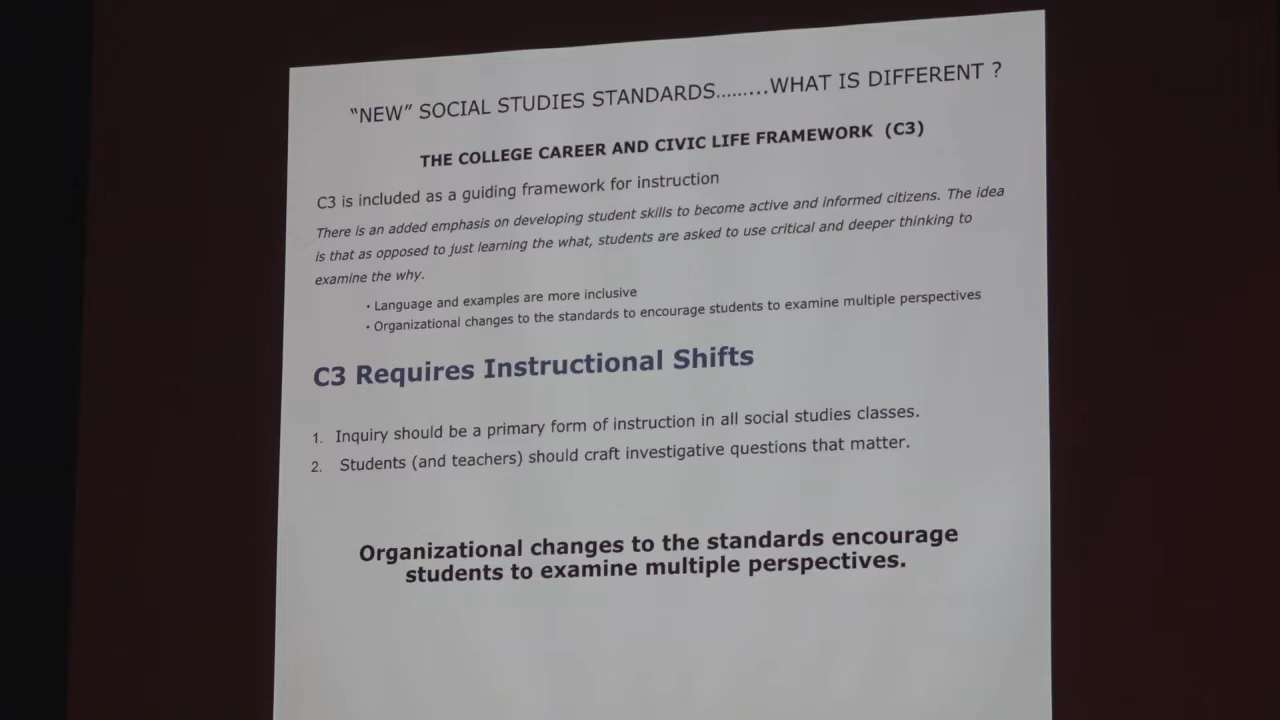 “NEW” SOCIAL STUDIES STANDARDS………WHAT IS DIFFERENT ?
THE COLLEGE CAREER AND CIVIC LIFE FRAMEWORK (C3)
C3 is included as a guiding framework for instruction
There is an added emphasis on developing student skills to become active and informed citizens. The idea
is that as opposed to just learning the what, students are asked to use critical and deeper thinking to
examine the why.
• Language and examples are more inclusive
• Organizational changes to the standards to encourage students to examine multiple perspectives
C3 Requires Instructional Shifts
1. Inquiry should be a primary form of instruction in all social studies classes.
2. Students (and teachers) should craft investigative questions that matter.
Organizational changes to the standards encourage
students to examine multiple perspectives.